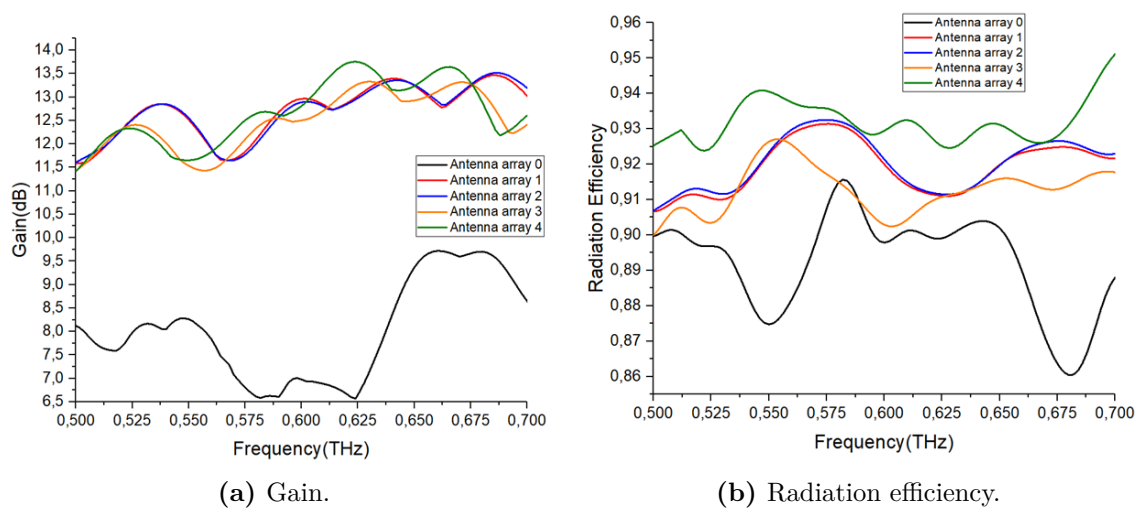 14,0
13,5
13,0
12,5
12,0
11,5
11,0
10,5
10,0
9,5
9,0
8,5
8,0
7,5
7,0
6,5
Gain(dB)
Antenna array 0
Antenna array 1
Antenna array 2
Antenna array 3
Antenna array 4
0,500 0,525 0,550 0,575 0,600 0,625 0,650 0,675 0,700
Frequency(THz)
(a) Gain.
0,96
0,95
0,94
0,93
0,92
0,91
0,90
0,89
0,88
0,87
0,86
Radiation Efficiency
Antenna array 0
Antenna array 1
Antenna array 2
Antenna array 3
Antenna array 4
0,500 0,525 0,550 0,575 0,600 0,625 0,650 0,675 0,700
Frequency(THz)
(b) Radiation efficiency.